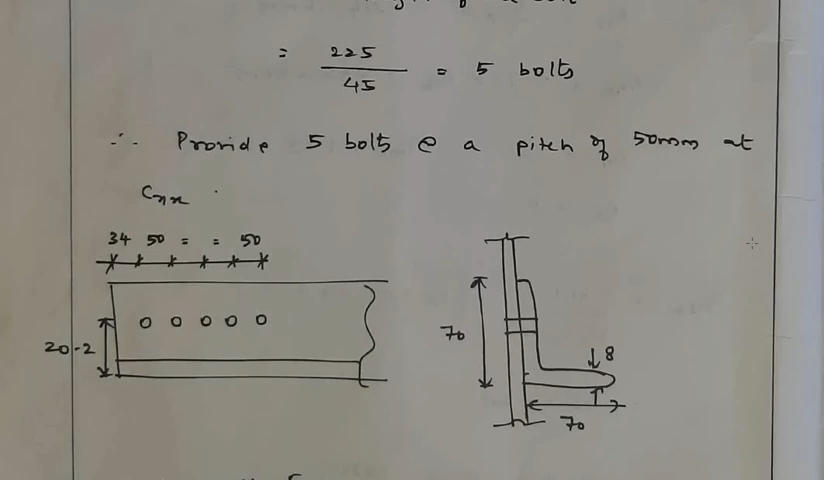 = 225 / 45 = 5 bolts
∴ Provide 5 bolts @ a pitch of 50mm at
Cxx.
34 50 = = 50
20.2
70
8
70